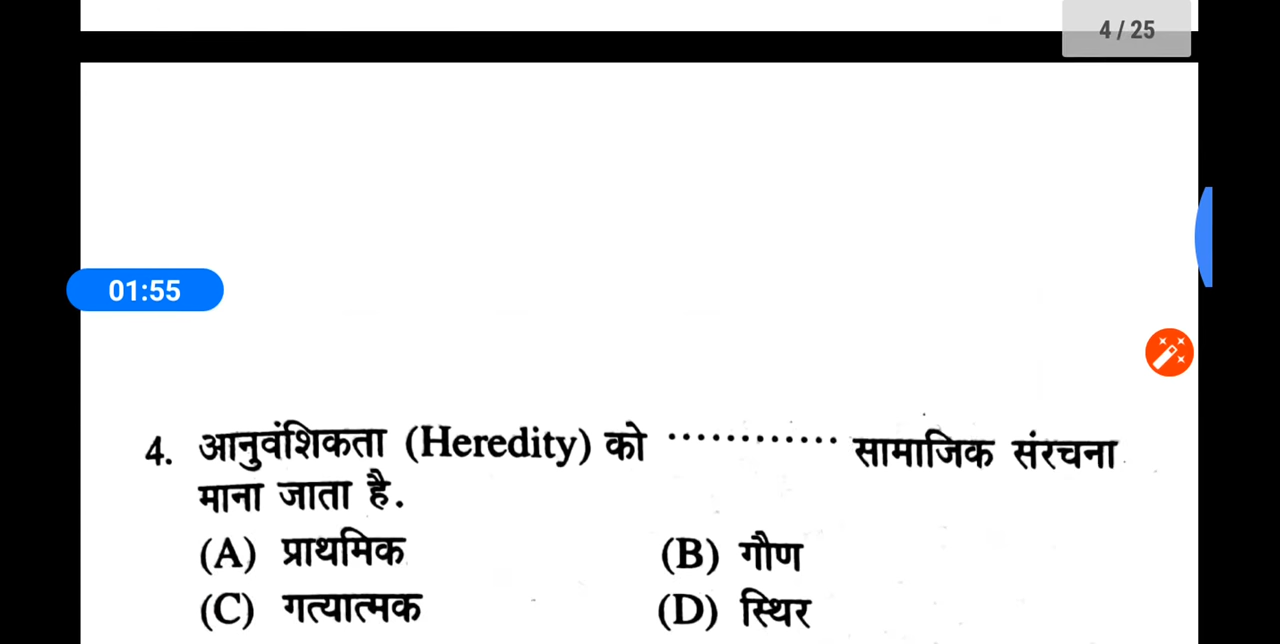 4 / 25
01:55
4. आनुवंशिकता (Heredity) को ············ सामाजिक संरचना
माना जाता है.
(A) प्राथमिक (B) गौण
(C) गत्यात्मक (D) स्थिर